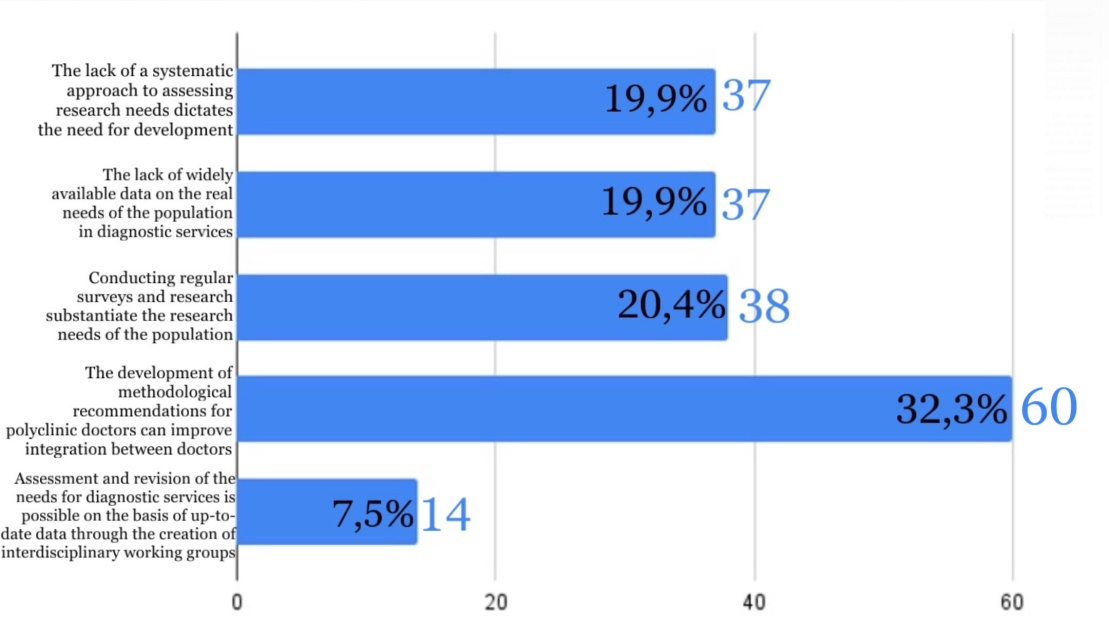 The lack of a systematic
approach to assessing
research needs dictates
the need for development
19,9% 37
The lack of widely
available data on the real
needs of the population
in diagnostic services
19,9% 37
Conducting regular
surveys and research
substantiate the research
needs of the population
20,4% 38
The development of
methodological
recommendations for
polyclinic doctors can improve
integration between doctors
32,3% 60
Assessment and revision of the
needs for diagnostic services is
possible on the basis of up-to-
date data through the creation of
interdisciplinary working groups
7,5% 14
0 20 40 60